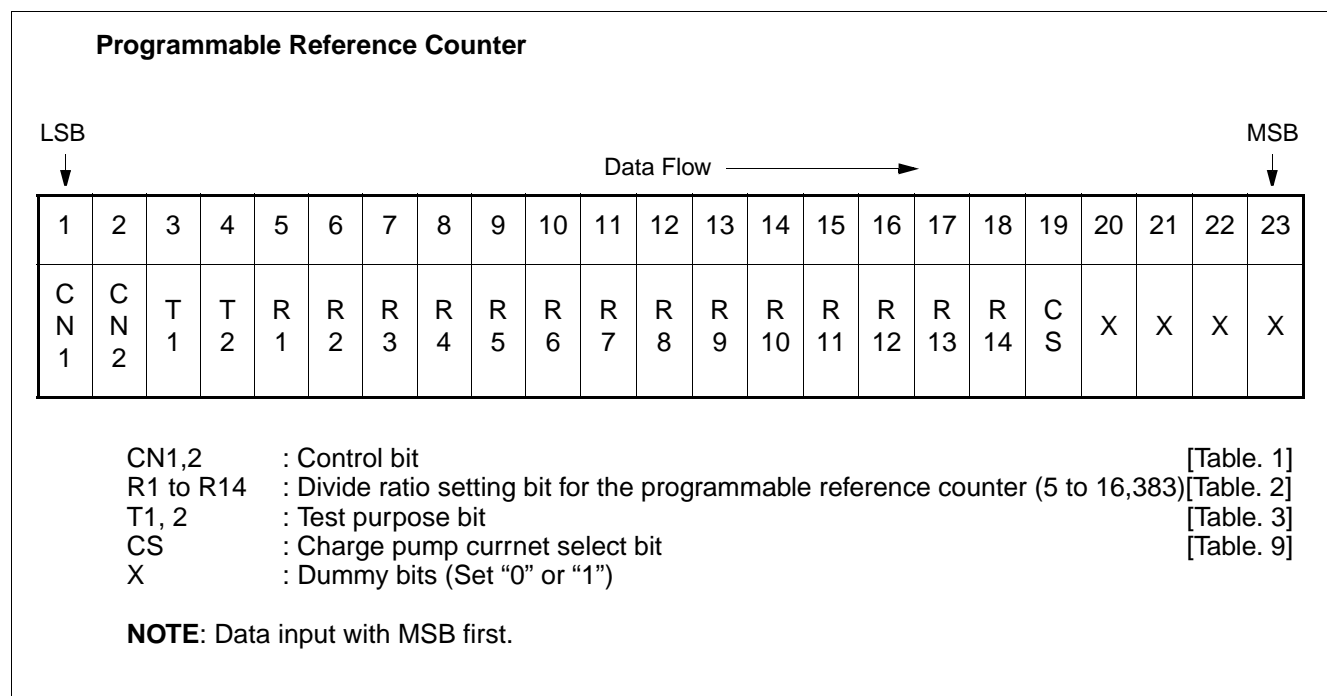 Programmable Reference Counter
LSB MSB
Data Flow
1 2 3 4 5 6 7 8 9 10 11 12 13 14 15 16 17 18 19 20 21 22 23
CN1 CN2 T1 T2 R1 R2 R3 R4 R5 R6 R7 R8 R9 R10 R11 R12 R13 R14 CS X X X X
CN1,2 : Control bit [Table. 1]
R1 to R14 : Divide ratio setting bit for the programmable reference counter (5 to 16,383)[Table. 2]
T1, 2 : Test purpose bit [Table. 3]
CS : Charge pump currnet select bit [Table. 9]
X : Dummy bits (Set “0” or “1”)
NOTE: Data input with MSB first.